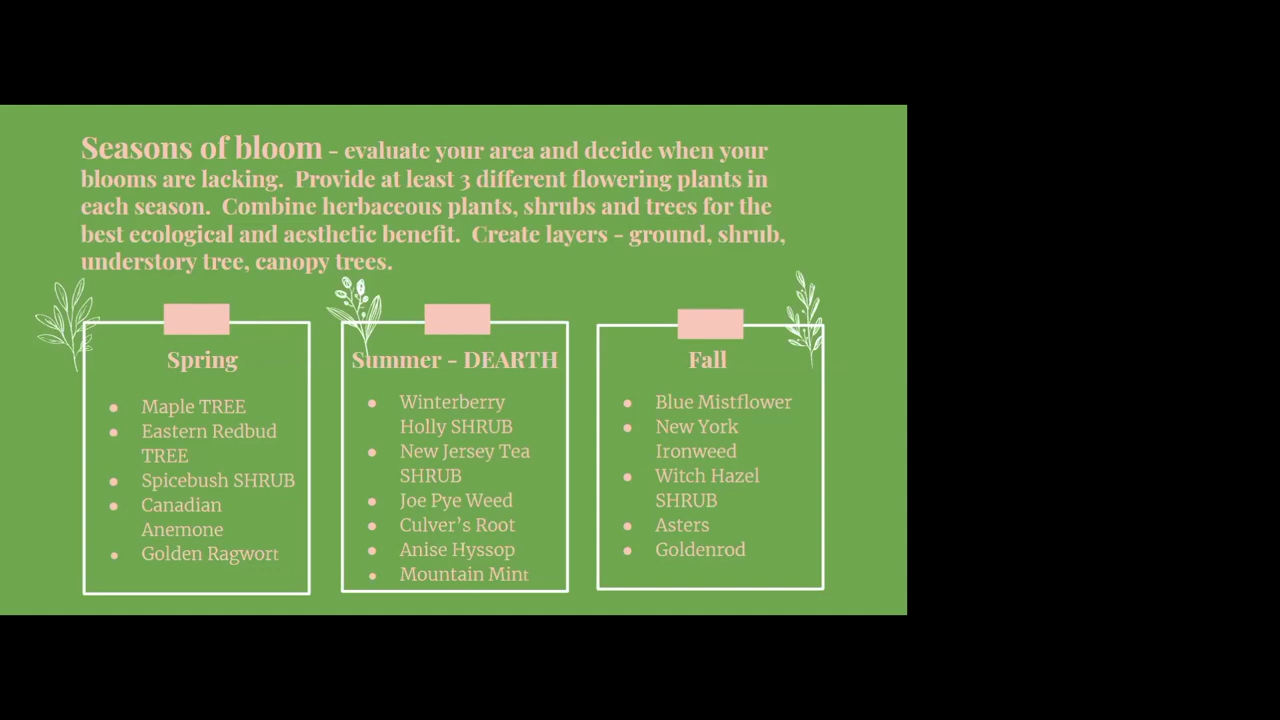 Seasons of bloom - evaluate your area and decide when your
blooms are lacking. Provide at least 3 different flowering plants in
each season. Combine herbaceous plants, shrubs and trees for the
best ecological and aesthetic benefit. Create layers - ground, shrub,
understory tree, canopy trees.
Spring
● Maple TREE
● Eastern Redbud
TREE
● Spicebush SHRUB
● Canadian
Anemone
● Golden Ragwort
Summer - DEARTH
● Winterberry
Holly SHRUB
● New Jersey Tea
SHRUB
● Joe Pye Weed
● Culver's Root
● Anise Hyssop
● Mountain Mint
Fall
● Blue Mistflower
● New York
Ironweed
● Witch Hazel
SHRUB
● Asters
● Goldenrod